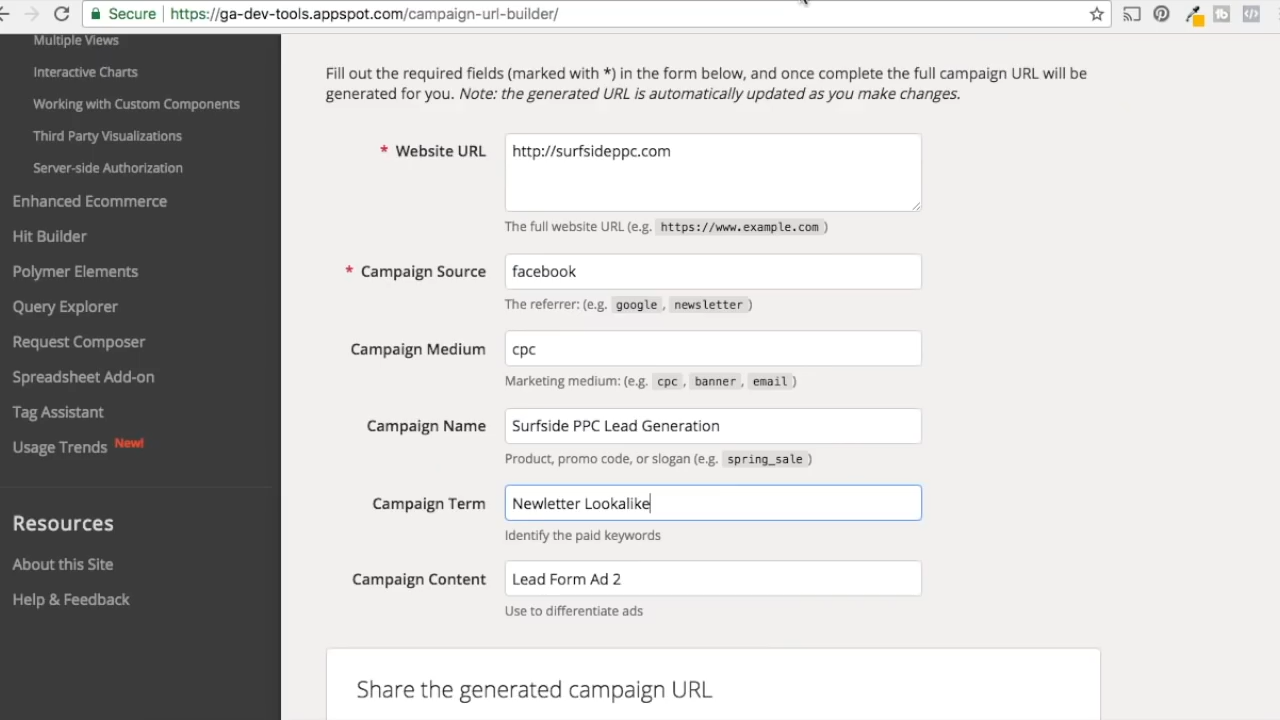 Secure https://ga-dev-tools.appspot.com/campaign-url-builder/
Multiple Views
Interactive Charts
Working with Custom Components
Third Party Visualizations
Server-side Authorization
Enhanced Ecommerce
Hit Builder
Polymer Elements
Query Explorer
Request Composer
Spreadsheet Add-on
Tag Assistant
Usage Trends New!
Resources
About this Site
Help & Feedback
Fill out the required fields (marked with *) in the form below, and once complete the full campaign URL will be
generated for you. Note: the generated URL is automatically updated as you make changes.
* Website URL http://surfsideppc.com
The full website URL (e.g. https://www.example.com )
* Campaign Source facebook
The referrer: (e.g. google , newsletter )
Campaign Medium cpc
Marketing medium: (e.g. cpc , banner , email )
Campaign Name Surfside PPC Lead Generation
Product, promo code, or slogan (e.g. spring_sale )
Campaign Term Newletter Lookalike
Identify the paid keywords
Campaign Content Lead Form Ad 2
Use to differentiate ads
Share the generated campaign URL